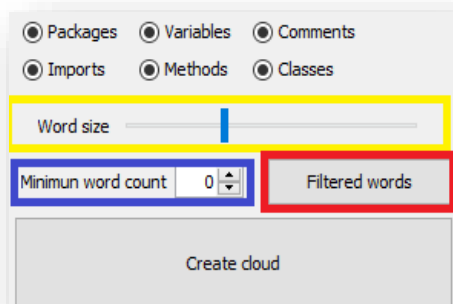 Packages Variables Comments
Imports Methods Classes
Word size
Minimun word count 0 Filtered words
Create cloud